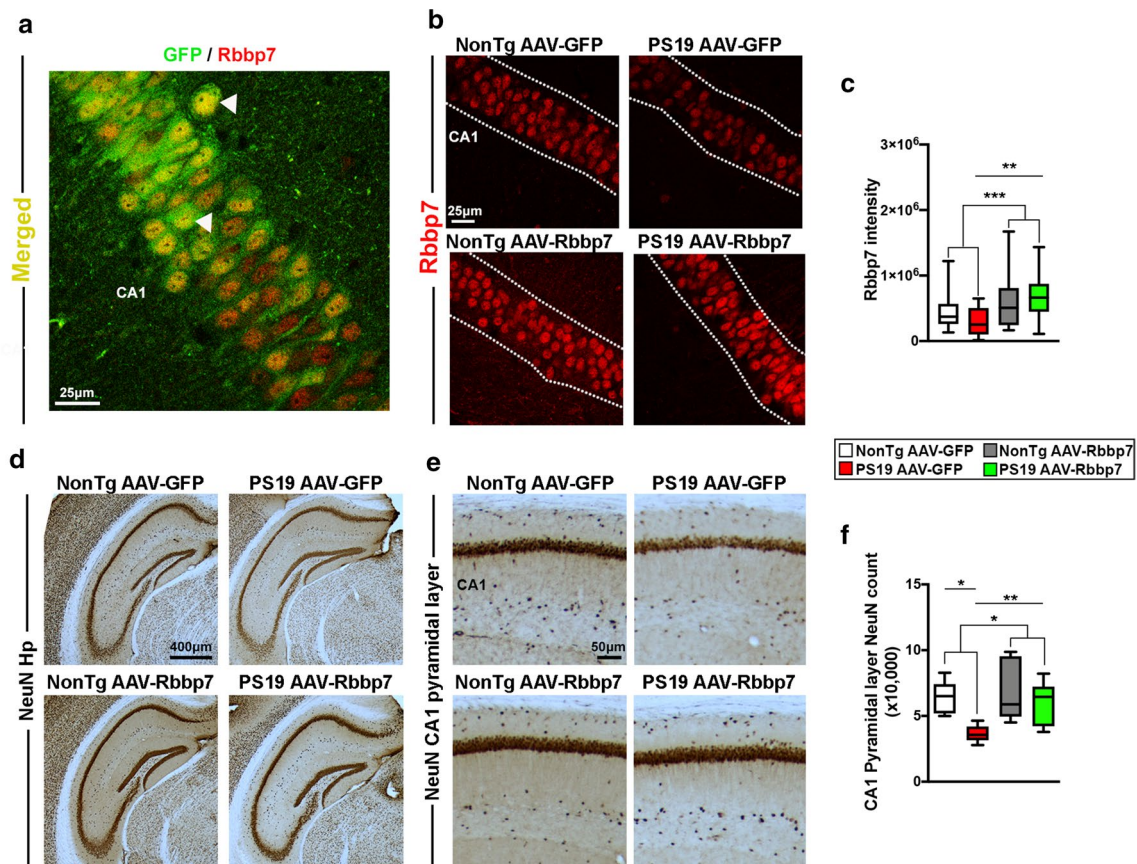 a
GFP / Rbbp7
Merged
CA1
25µm
b
NonTg AAV-GFP
PS19 AAV-GFP
Rbbp7
CA1
25µm
NonTg AAV-Rbbp7
PS19 AAV-Rbbp7
c
Rbbp7 intensity
3×10⁶
2×10⁶
1×10⁶
0
**
***
NonTg AAV-GFP
NonTg AAV-Rbbp7
PS19 AAV-GFP
PS19 AAV-Rbbp7
d
NonTg AAV-GFP
PS19 AAV-GFP
NeuN Hp
400µm
NonTg AAV-Rbbp7
PS19 AAV-Rbbp7
e
NonTg AAV-GFP
PS19 AAV-GFP
NeuN CA1 pyramidal layer
CA1
50µm
NonTg AAV-Rbbp7
PS19 AAV-Rbbp7
f
CA1 Pyramidal layer NeuN count
(x10,000)
15
10
5
0
*
**
*